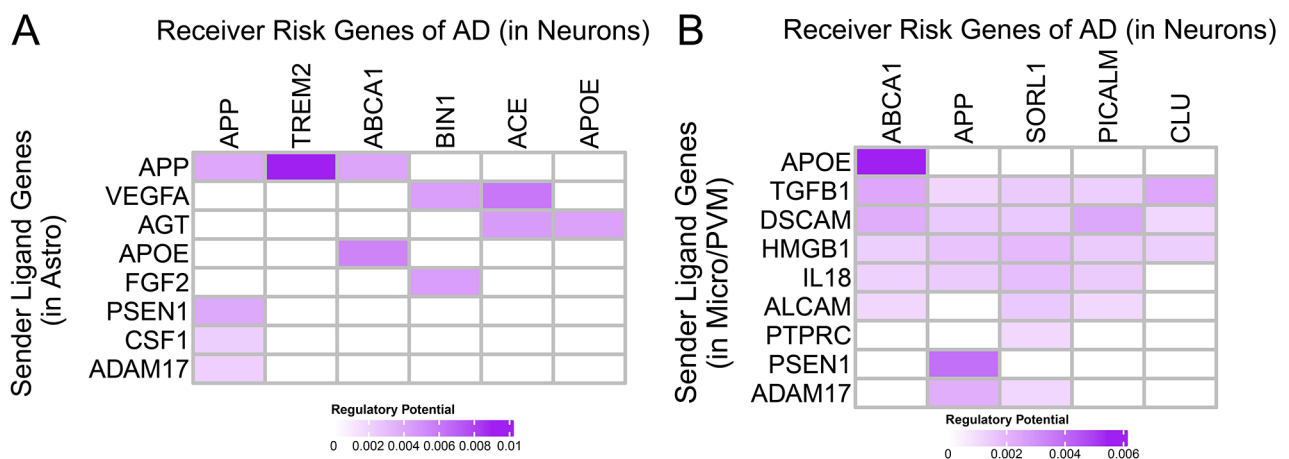 A
Receiver Risk Genes of AD (in Neurons)
APP
TREM2
ABCA1
BIN1
ACE
APOE
Sender Ligand Genes
(in Astro)
APP
VEGFA
AGT
APOE
FGF2
PSEN1
CSF1
ADAM17
Regulatory Potential
0 0.002 0.004 0.006 0.008 0.01
B
Receiver Risk Genes of AD (in Neurons)
ABCA1
APP
SORL1
PICALM
CLU
Sender Ligand Genes
(in Micro/PVM)
APOE
TGFB1
DSCAM
HMGB1
IL18
ALCAM
PTPRC
PSEN1
ADAM17
Regulatory Potential
0 0.002 0.004 0.006